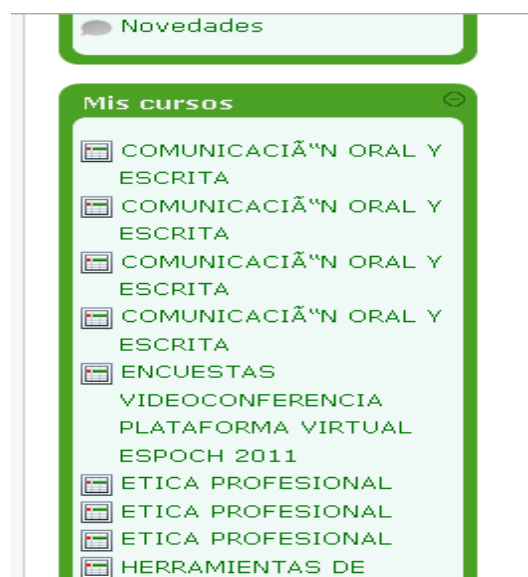 Novedades
Mis cursos
COMUNICACIÃ“N ORAL Y
ESCRITA
COMUNICACIÃ“N ORAL Y
ESCRITA
COMUNICACIÃ“N ORAL Y
ESCRITA
COMUNICACIÃ“N ORAL Y
ESCRITA
ENCUESTAS
VIDEOCONFERENCIA
PLATAFORMA VIRTUAL
ESPOCH 2011
ETICA PROFESIONAL
ETICA PROFESIONAL
ETICA PROFESIONAL
HERRAMIENTAS DE